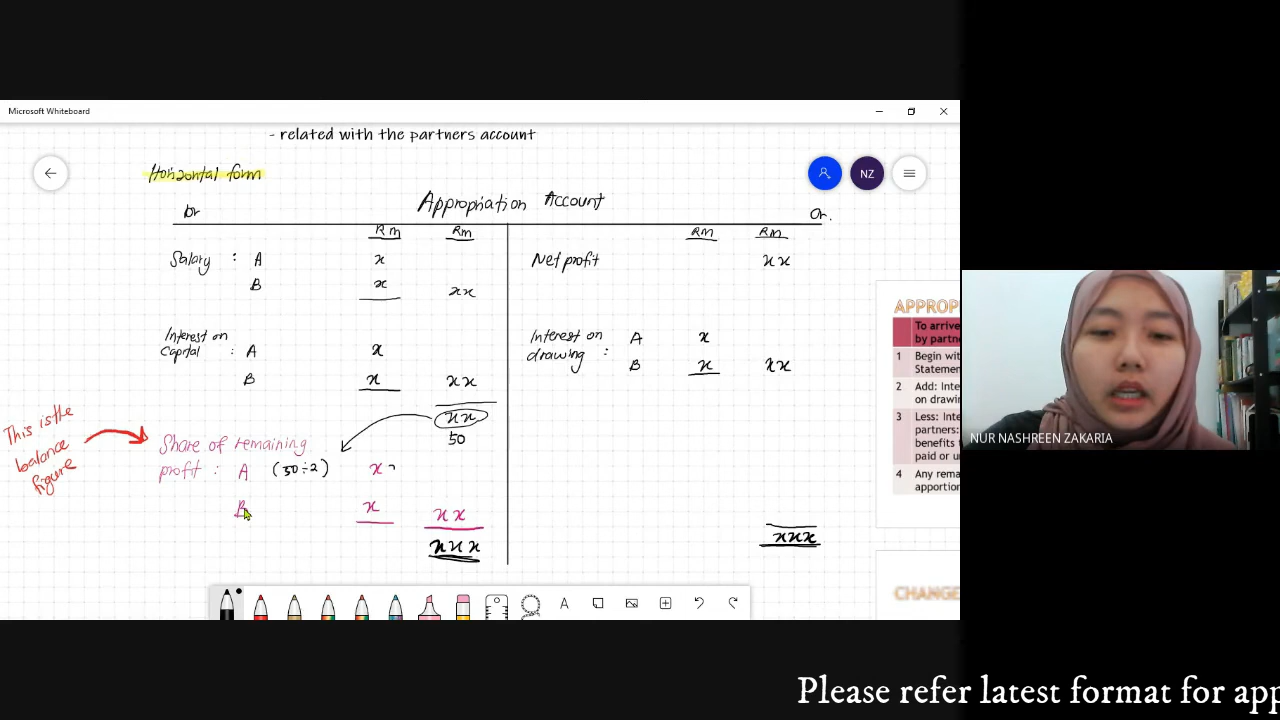 Microsoft Whiteboard
- related with the partners account
Horizontal form
NZ
Appropriation Account
Dr
Cr.
Rm Rm Rm Rm
Salary : A x Net profit xx
B x xx
Interest on Interest on A x
Capital : A x drawing : B x xx
B x xx
xx
50
This is the
balance
figure
Share of remaining
profit : A (50÷2) x
B x xx
xxx xxx
APPROP
To arrive
by partn
1 Begin wit
Statemen
2 Add: Inte
on drawin
3 Less: Inter
partners:
benefits t
paid or u
4 Any rema
apportion
CHANGE
A
NUR NASHREEN ZAKARIA
Please refer latest format for app